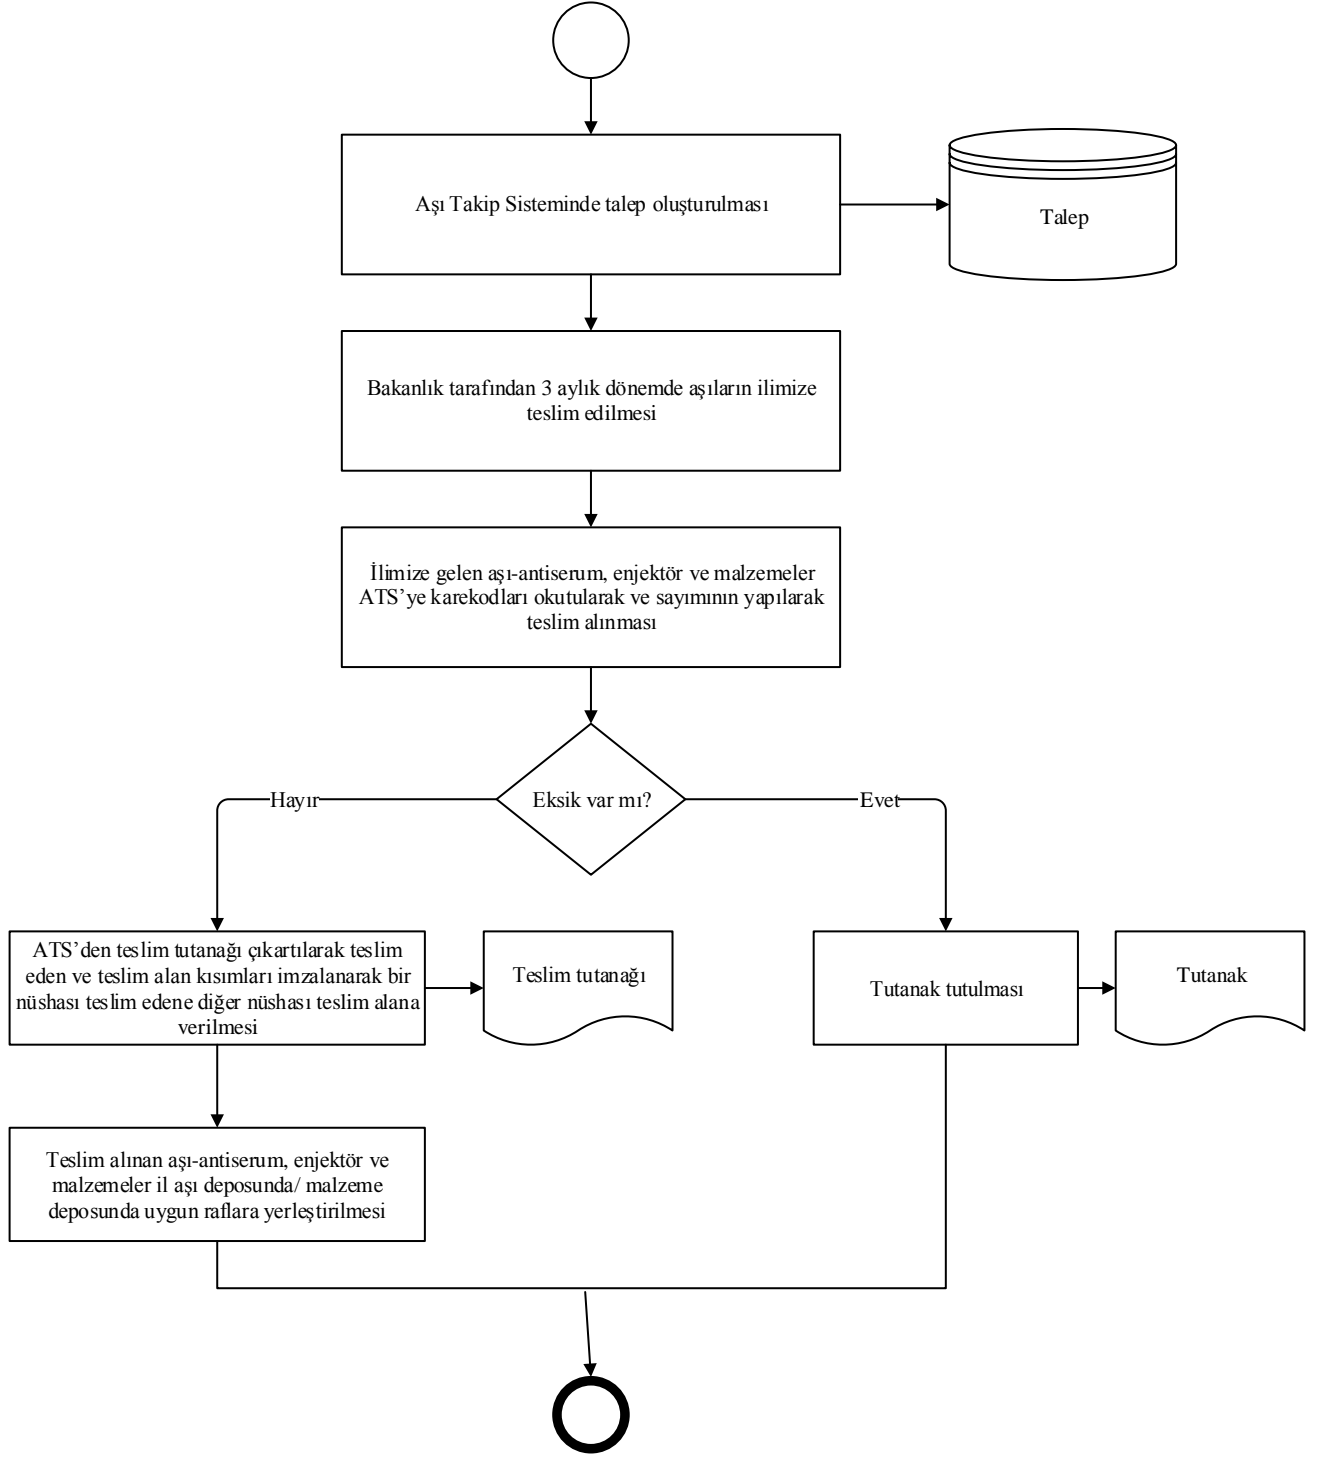 Aşı Takip Sisteminde talep oluşturulması
Talep
Bakanlık tarafından 3 aylık dönemde aşıların ilimize
teslim edilmesi
İlimize gelen aşı-antiserum, enjektör ve malzemeler
ATS’ye karekodları okutularak ve sayımının yapılarak
teslim alınması
Eksik var mı?
Hayır
Evet
ATS’den teslim tutanağı çıkartılarak teslim
eden ve teslim alan kısımları imzalanarak bir
nüshası teslim edene diğer nüshası teslim alana
verilmesi
Teslim tutanağı
Tutanak tutulması
Tutanak
Teslim alınan aşı-antiserum, enjektör ve
malzemeler il aşı deposunda/ malzeme
deposunda uygun raflara yerleştirilmesi